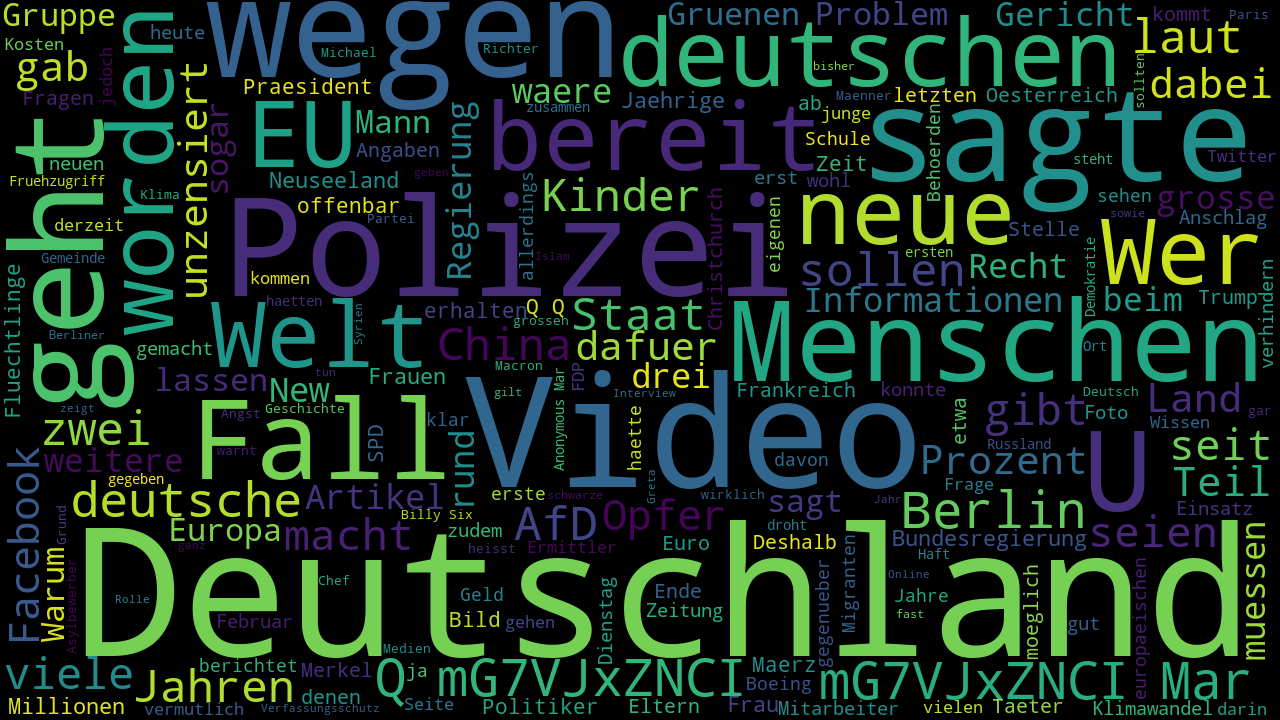 Gruppe
Kosten
heute
wegen
Michael
Richter
Gruenen
Problem
Gericht
kommt
Paris
gab
jedoch
worden
Praesident
deutschen
bisher
laut
sollten
dabei
Fragen
unzensiert
sogar
EU
Mann
Angaben
waere
zusammen
Jaehrige
ab
Maenner
letzten
Oesterreich
junge
Schule
Zeit
bereit
sagte
Behoerden
steht
Twitter
geht
neuen
Fruehzugriff
Klima
Neuseeland
geben
Regierung
allerdings
Kinder
erst
wohl
sehen
grosse
sowie
Anschlag
derzeit
Gemeinde
offenbar
Partei
Polizei
Islam
Christchurch
eigenen
neue
ersten
Stelle
Wer
kommen
sollen
Recht
Demokratie
Fluechtlinge
haetten
erhalten
Q Q
grossen
Staat
Informationen
beim
Trump
verhindern
Berliner
gemacht
Welt
Syrien
China
dafuer
Menschen
Ort
lassen
New
tun
Frauen
Macron
gilt
Anonymous Mar
FDP
drei
Interview
Frankreich
konnte
Deutsch
zeigt
Angst
Geschichte
klar
Video
haette
etwa
gibt
Foto
Land
Wissen
gar
zwei
warnt
Fall
SPD
rund
davon
Russland
seit
weitere
gegeben
Prozent
Frage
U
Teil
Facebook
deutsche
Artikel
erste
schwarze
Greta
wirklich
sagt
Jahr
Berlin
Einsatz
Grund
Europa
macht
Billy Six
zudem
AfD
Opfer
droht
Bundesregierung
seien
Warum
ganz
heisst
Ermittler
Euro
Deshalb
Haft
Deutschland
Asylbewerber
Rolle
Chef
Geld
Dienstag
Ende
gegenueber
Migranten
Online
Jahre
fast
moeglich
europaeischen
muessen
Februar
Bild
gehen
Zeitung
gut
viele
berichtet
Medien
Merkel
Q
ja
mG7VJxZNCI
Maerz
Boeing
mG7VJxZNCI
Mar
Millionen
Jahren
vermutlich
Verfassungsschutz
denen
Seite
Politiker
Eltern
Frau
Mitarbeiter
vielen
Taeter
Klimawandel
darin